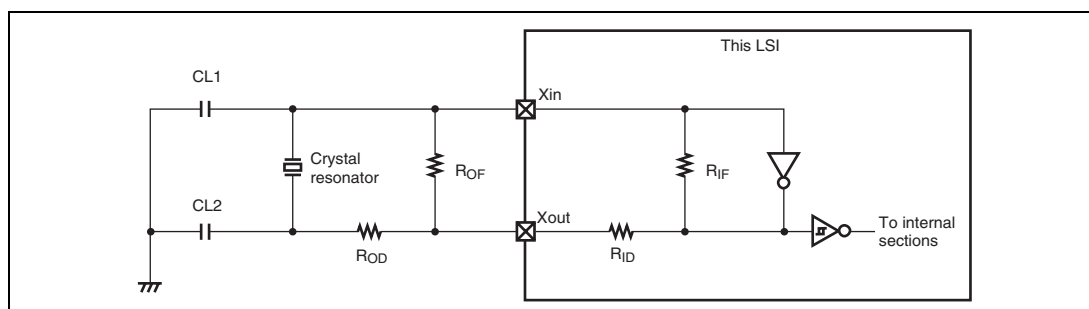 This LSI
CL1
Xin
Crystal
resonator
ROF
RIF
CL2
Xout
To internal
sections
ROD
RID